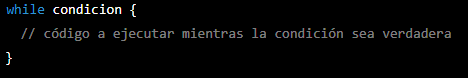 while condicion {
// código a ejecutar mientras la condición sea verdadera
}